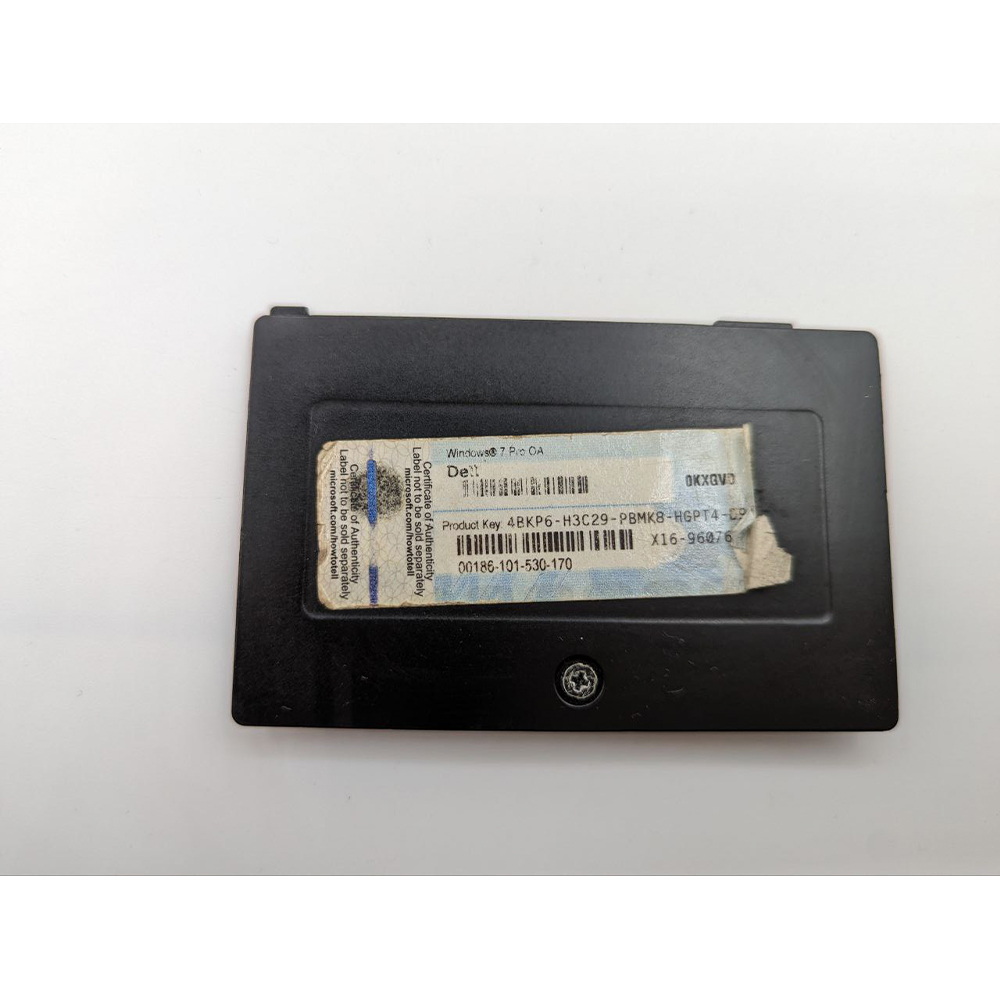 Certificate of Authenticity
Label not to be sold separately
microsoft.com/howtotell
Certificate of Authenticity
Label not to be sold separately
microsoft.com/howtotell
Windows® 7 Pro OA
Dell
0KXGVD
Product Key: 4BKP6-H3C29-PBMK8-HGPT4-
X16-96076
00186-101-530-170